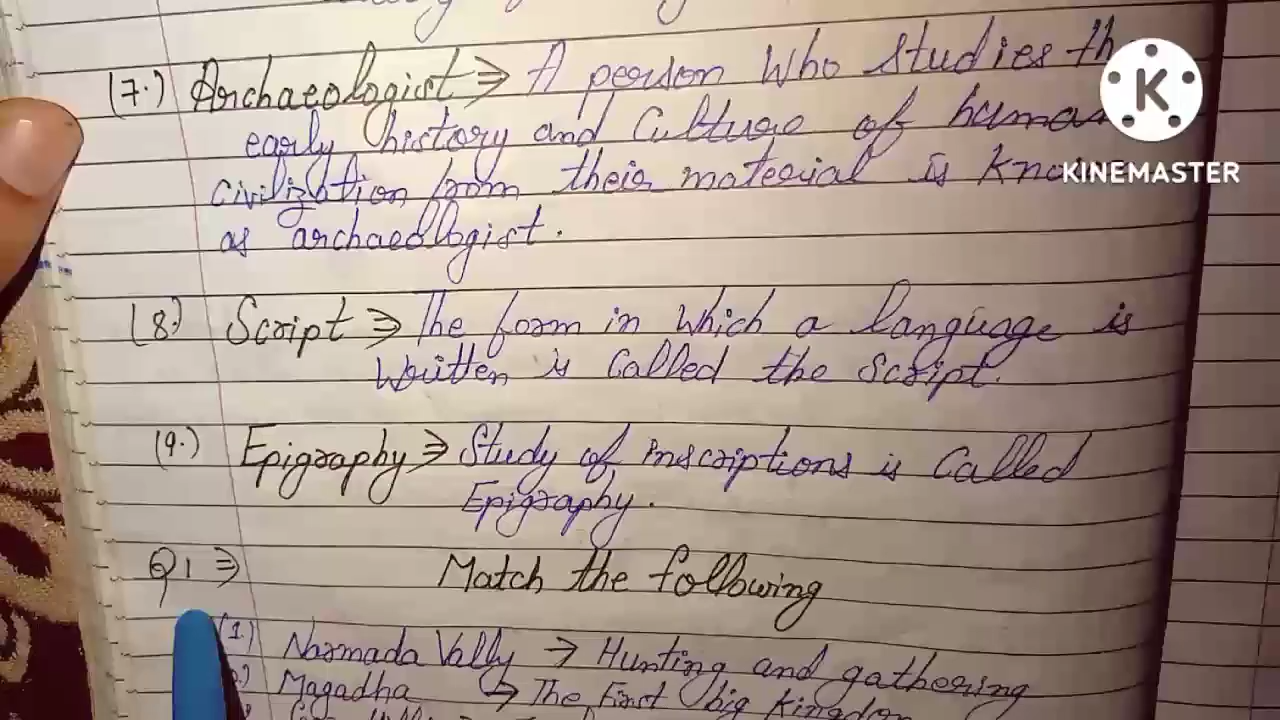 (7.) Archaeologist ⇒ A person who studies th
early history and culture of human
civilization from their material is kno
as archaeologist.
(8.) Script ⇒ The form in which a language is
written is called the script.
(9.) Epigraphy ⇒ Study of inscriptions is called
Epigraphy.
Q1 ⇒ Match the following
(1.) Narmada Vally → Hunting and gathering
Magadha → The First big Kingdom
K
KINEMASTER